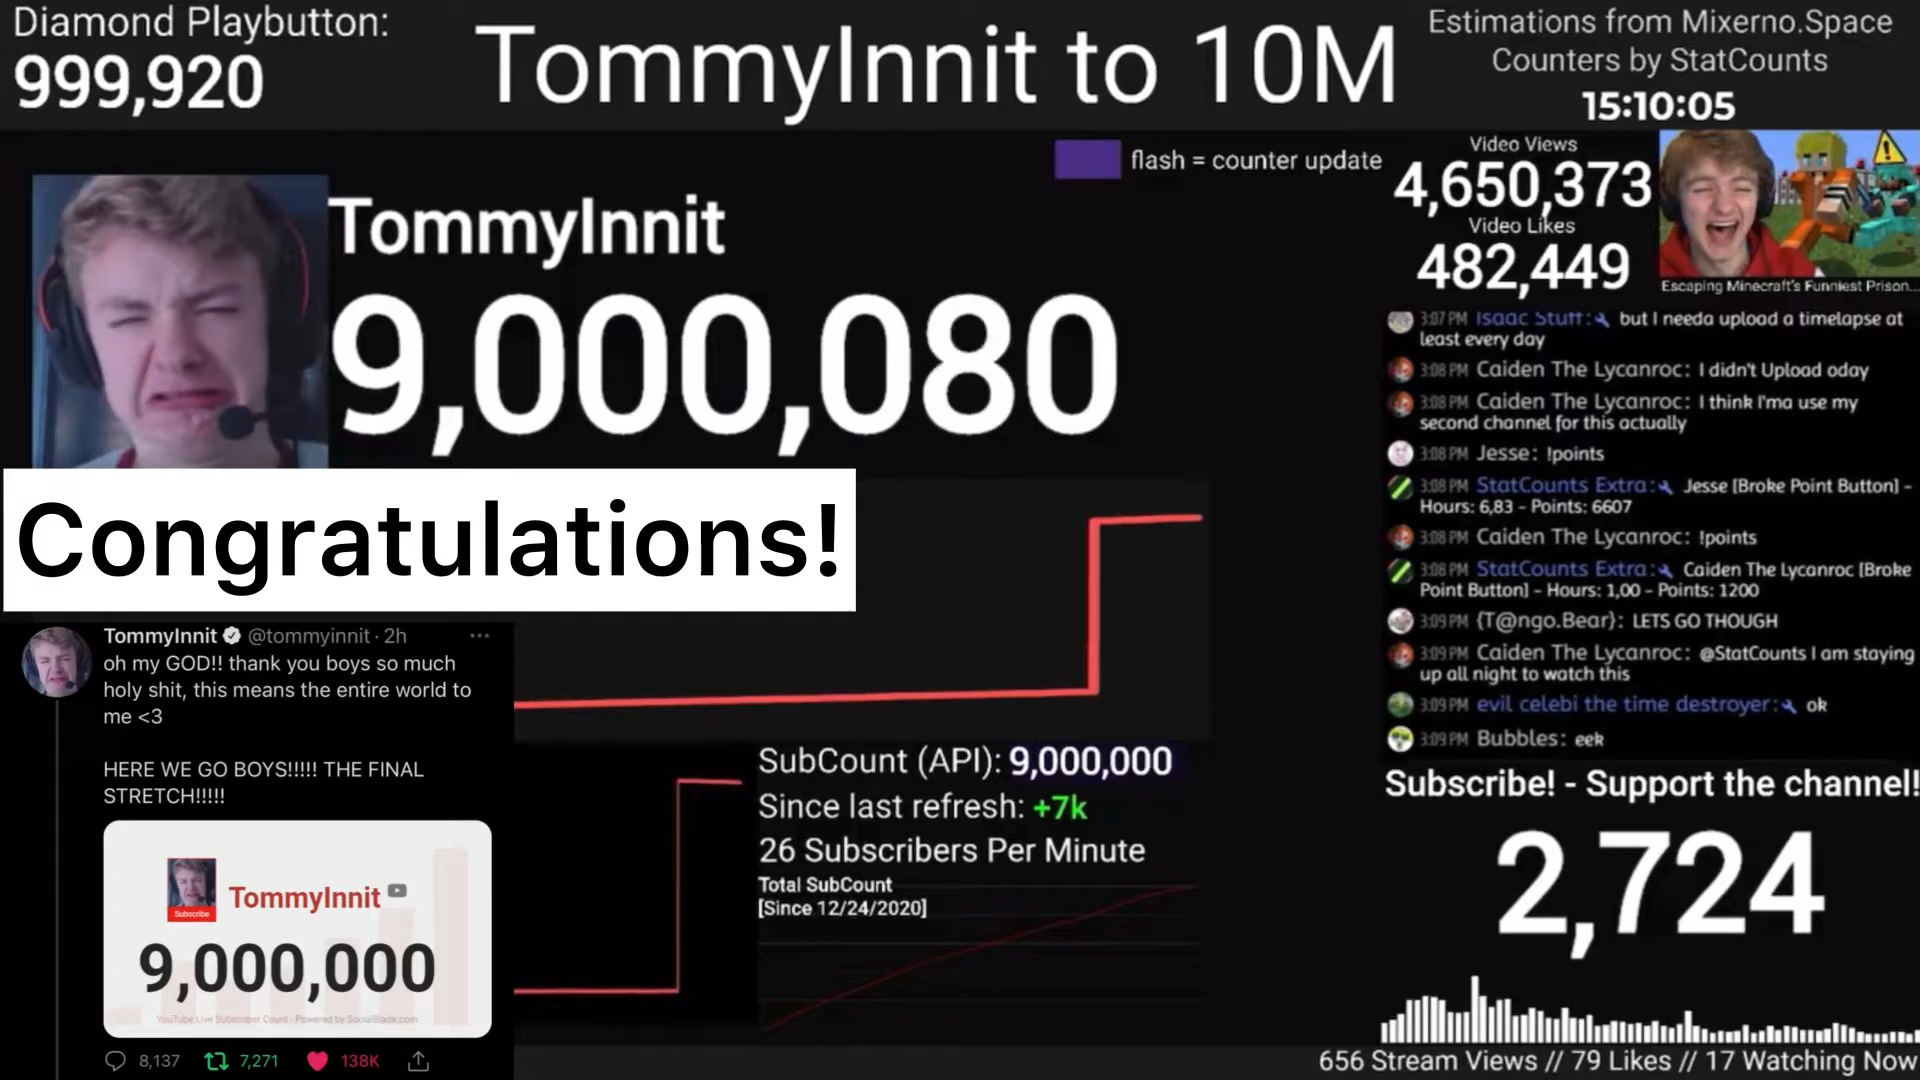 Diamond Playbutton:
999,920
TommyInnit to 10M
Estimations from Mixerno.Space
Counters by StatCounts
15:10:05
flash = counter update
TommyInnit
9,000,080
Video Views
4,650,373
Video Likes
482,449
Escaping Minecraft's Funniest Prison...
3:07 PM Isaac Stuff: but I needa upload a timelapse at
least every day
3:08 PM Caiden The Lycanroc: I didn't Upload oday
3:08 PM Caiden The Lycanroc: I think I'ma use my
second channel for this actually
3:08 PM Jesse: !points
3:08 PM StatCounts Extra: Jesse [Broke Point Button] -
Hours: 6,83 - Points: 6607
3:08 PM Caiden The Lycanroc: !points
3:08 PM StatCounts Extra: Caiden The Lycanroc [Broke
Point Button] - Hours: 1,00 - Points: 1200
3:09 PM {T@ngo.Bear}: LETS GO THOUGH
3:09 PM Caiden The Lycanroc: @StatCounts I am staying
up all night to watch this
3:09 PM evil celebi the time destroyer: ok
3:09 PM Bubbles: eek
Congratulations!
TommyInnit @tommyinnit · 2h
oh my GOD!! thank you boys so much
holy shit, this means the entire world to
me <3
HERE WE GO BOYS!!!!! THE FINAL
STRETCH!!!!!
Subscribe
TommyInnit
9,000,000
YouTube Live Subscriber Count - Powered by SocialBlade.com
8,137 7,271 138K
SubCount (API): 9,000,000
Since last refresh: +7k
26 Subscribers Per Minute
Total SubCount
[Since 12/24/2020]
Subscribe! - Support the channel!
2,724
656 Stream Views // 79 Likes // 17 Watching Now